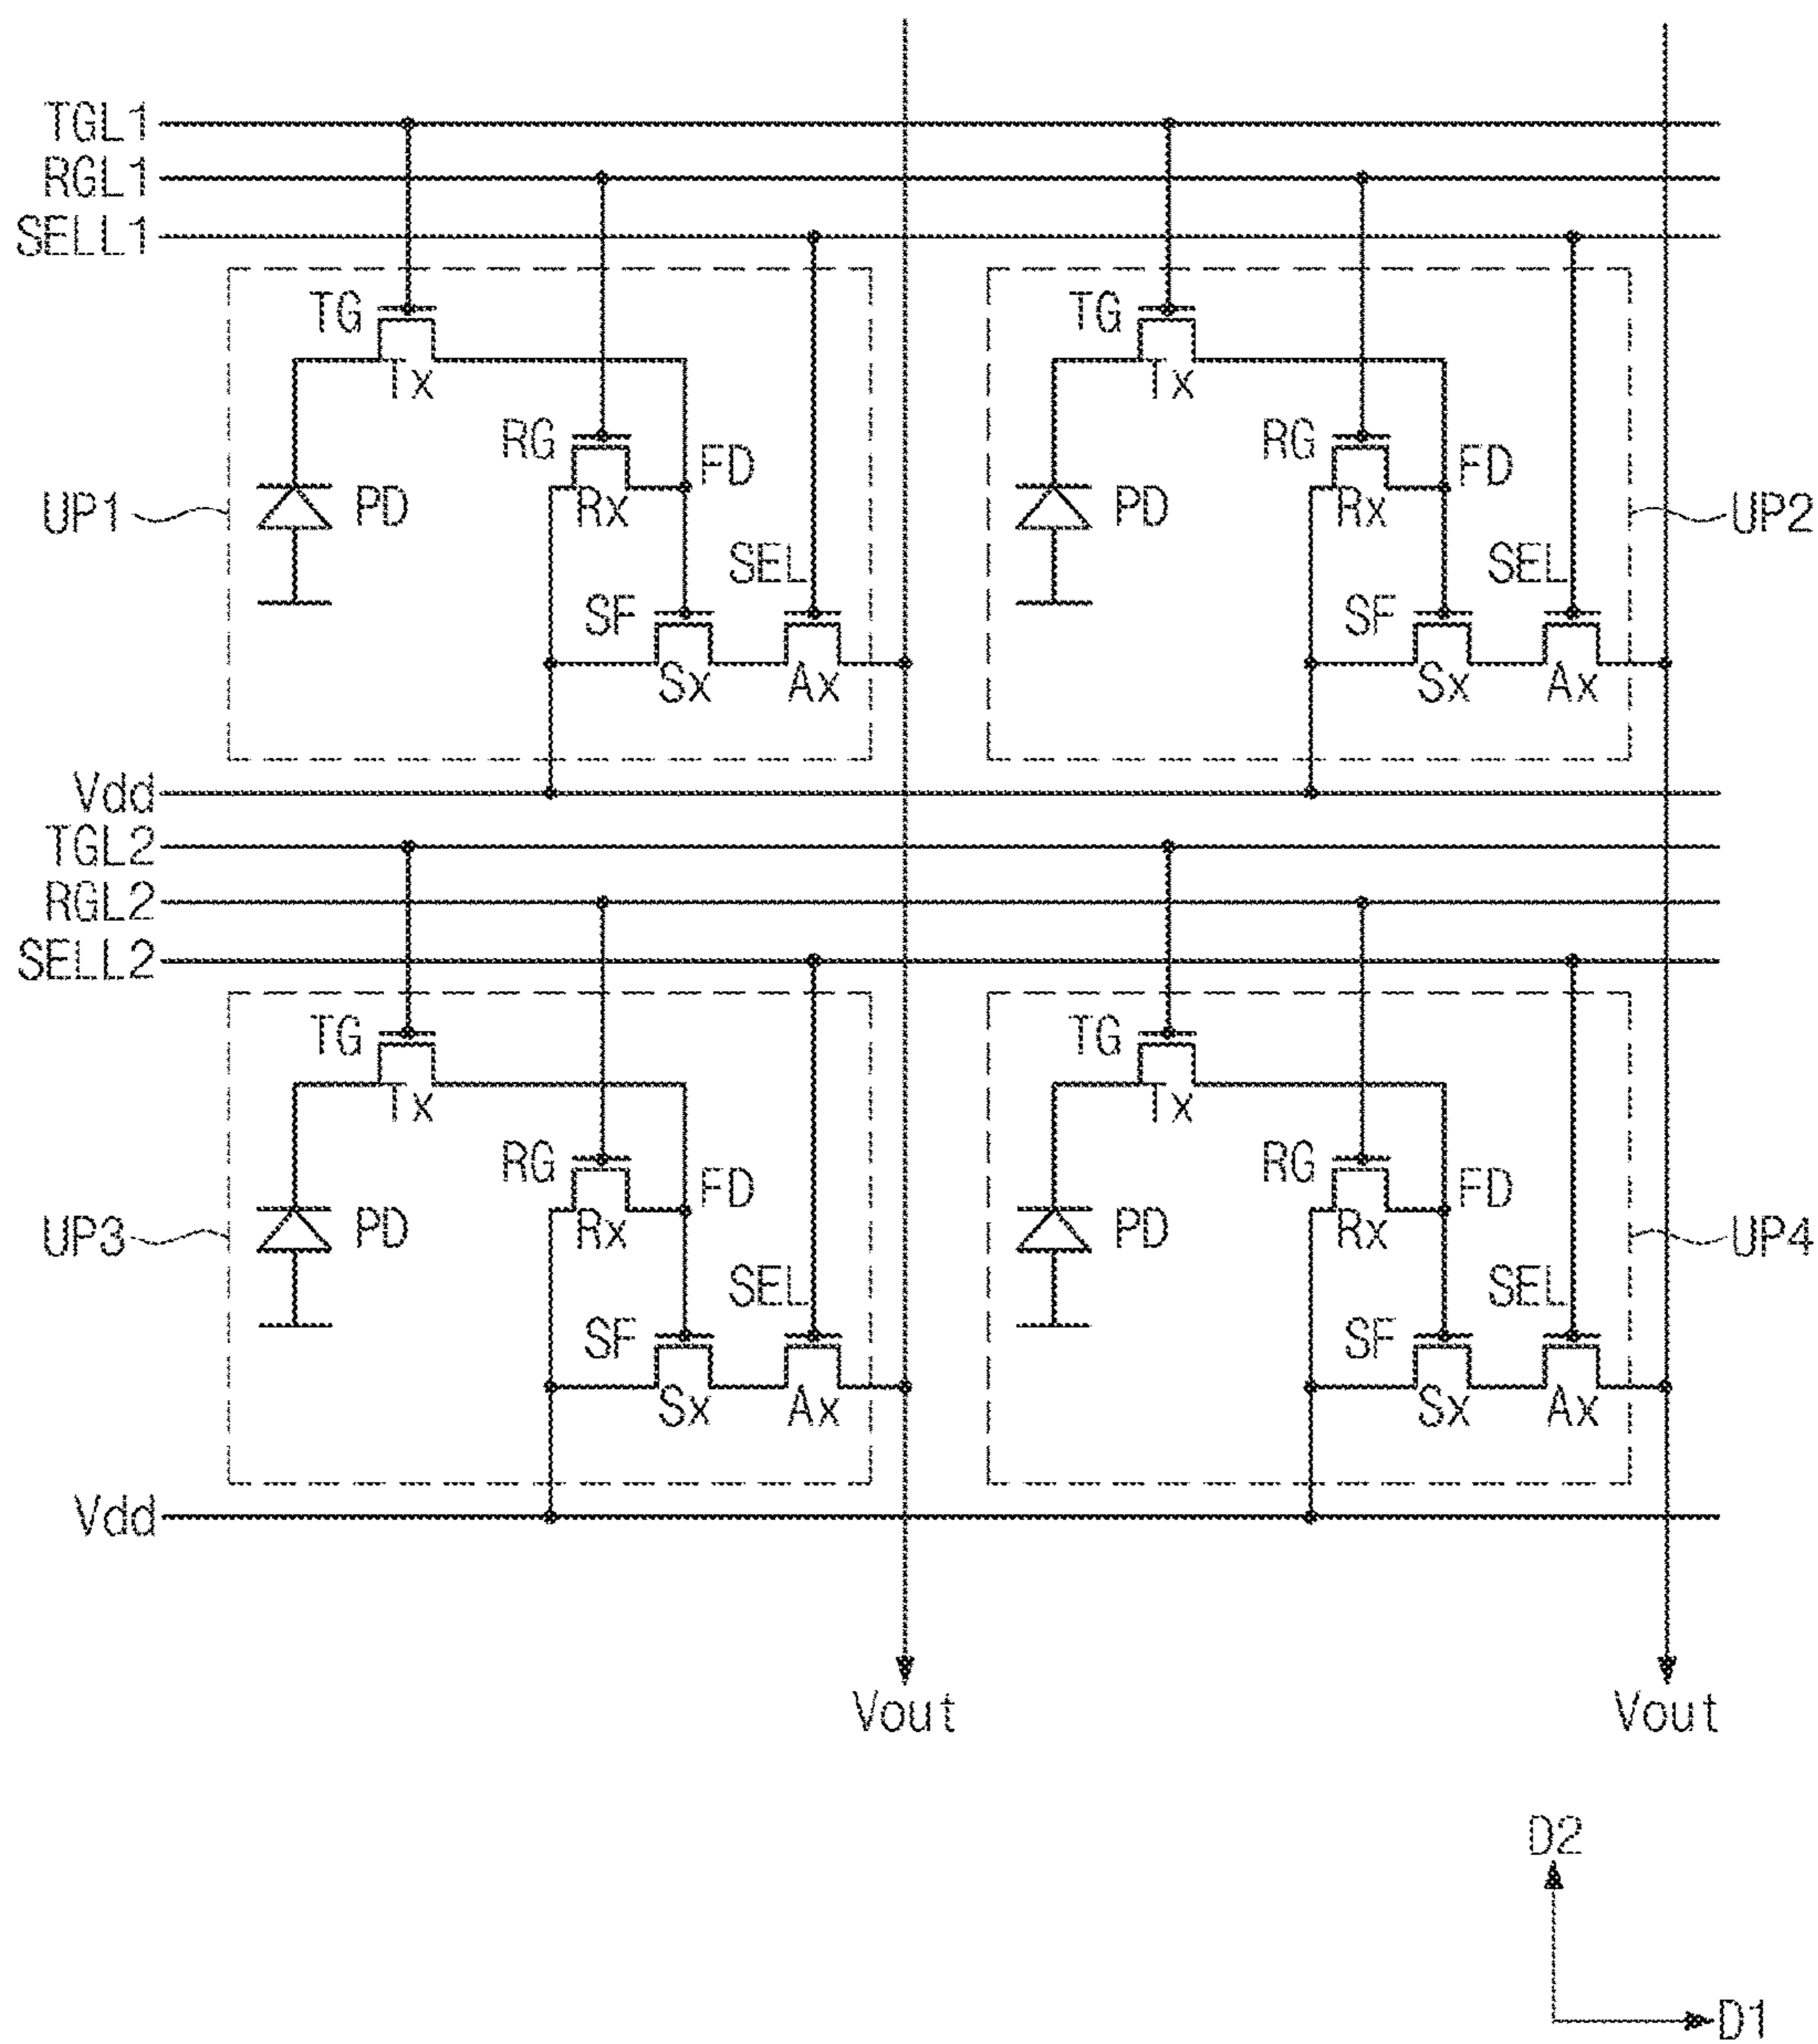 TGL1
RGL1
SELL1
TG
TG
Tx
Tx
RG
FD
RG
FD
UP1
PD
Rx
PD
Rx
UP2
SEL
SEL
SF
SF
Sx
Ax
Sx
Ax
Vdd
TGL2
RGL2
SELL2
TG
TG
Tx
Tx
RG
FD
RG
FD
UP3
PD
Rx
PD
Rx
UP4
SEL
SEL
SF
SF
Sx
Ax
Sx
Ax
Vdd
Vout
Vout
D2
D1